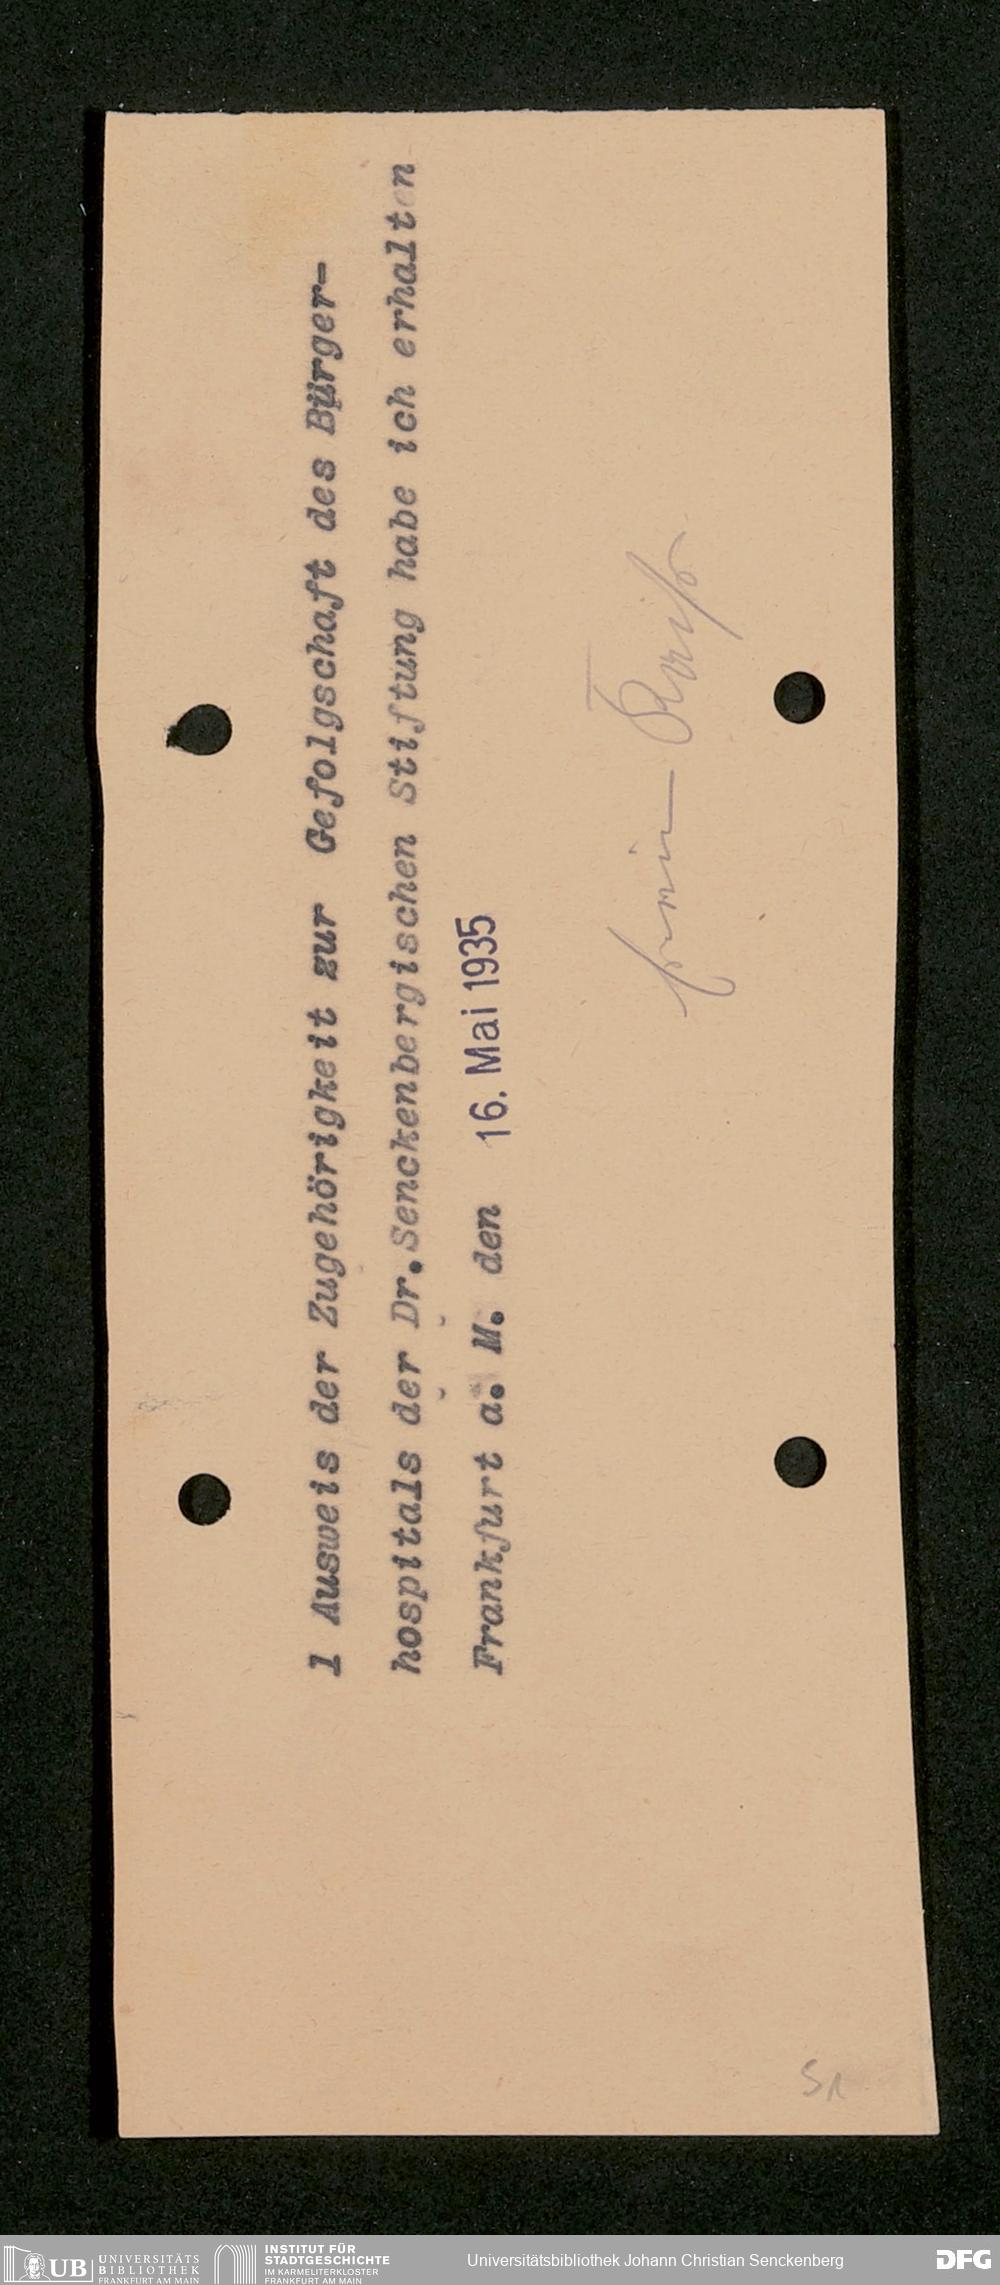 1 Ausweis der Zugehörigkeit zur Gefolgschaft des Bürger-
hospitals der Dr. Senckenbergischen Stiftung habe ich erhalten
Frankfurt a. M. den 16. Mai 1935
51
UB UNIVERSITÄTS
BIBLIOTHEK
FRANKFURT AM MAIN
INSTITUT FÜR
STADTGESCHICHTE
IM KARMELITERKLOSTER
FRANKFURT AM MAIN
Universitätsbibliothek Johann Christian Senckenberg
DFG